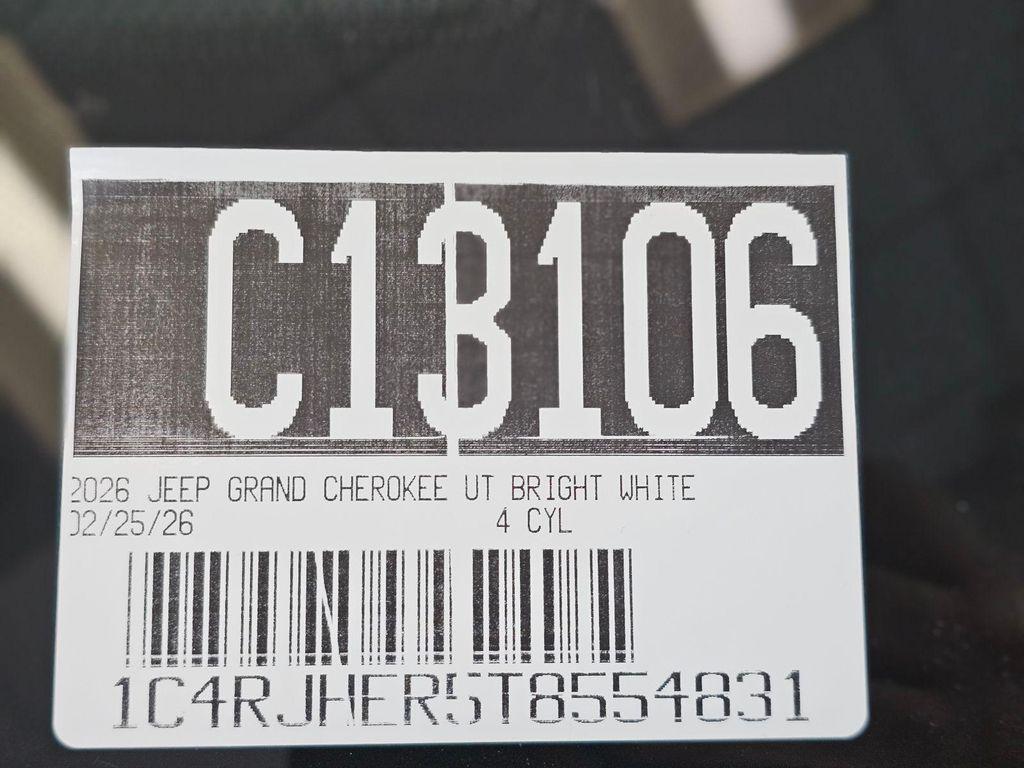 C13106
2026 JEEP GRAND CHEROKEE UT BRIGHT WHITE
02/25/26 4 CYL
N
1C4RJHER5T8554831